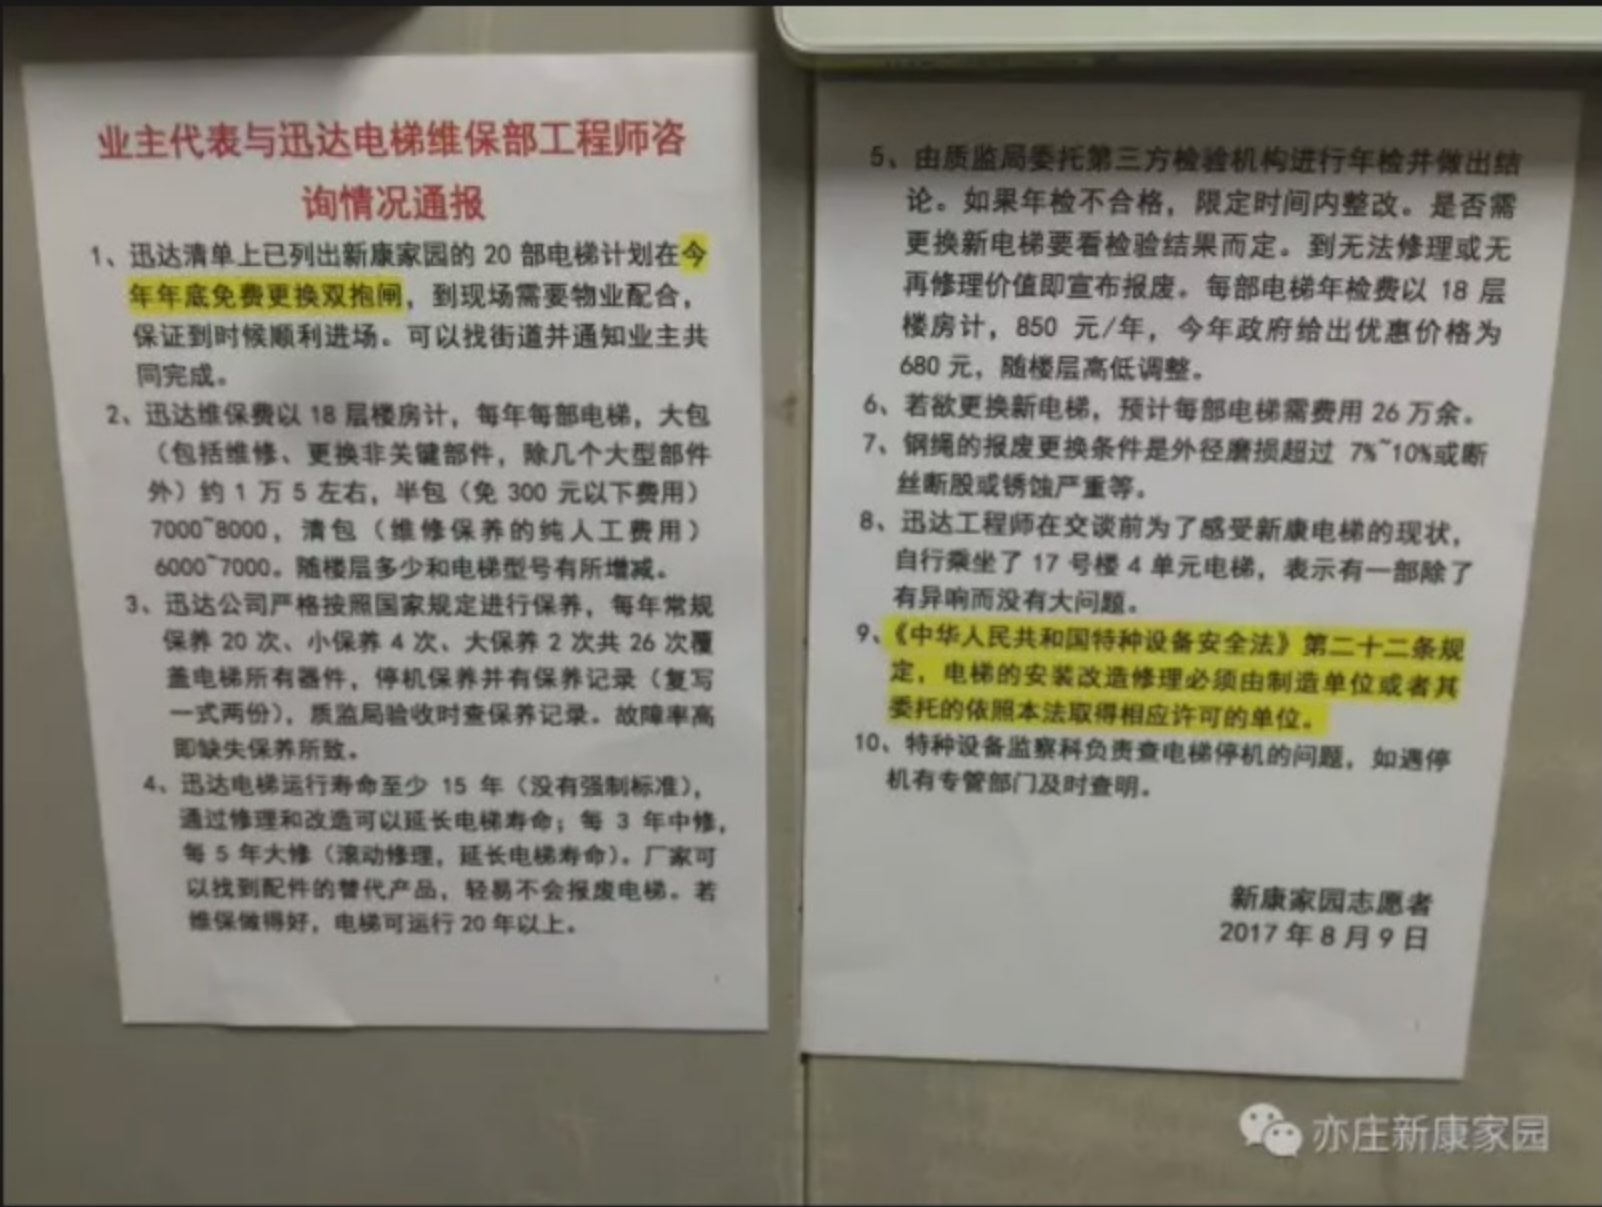 业主代表与迅达电梯维保部工程师咨
询情况通报
1、迅达清单上已列出新康家园的 20 部电梯计划在今
年年底免费更换双抱闸，到现场需要物业配合，
保证到时候顺利进场。可以找街道并通知业主共
同完成。
2、迅达维保费以 18 层楼房计，每年每部电梯，大包
（包括维修、更换非关键部件，除几个大型部件
外）约 1 万 5 左右，半包（免 300 元以下费用）
7000~8000，清包（维修保养的纯人工费用）
6000~7000。随楼层多少和电梯型号有所增减。
3、迅达公司严格按照国家规定进行保养，每年常规
保养 20 次、小保养 4 次、大保养 2 次共 26 次覆
盖电梯所有器件，停机保养并有保养记录（复写
一式两份），质监局验收时查保养记录。故障率高
即缺失保养所致。
4、迅达电梯运行寿命至少 15 年（没有强制标准），
通过修理和改造可以延长电梯寿命；每 3 年中修，
每 5 年大修（滚动修理，延长电梯寿命）。厂家可
以找到配件的替代产品，轻易不会报废电梯。若
维保做得好，电梯可运行 20 年以上。
5、由质监局委托第三方检验机构进行年检并做出结
论。如果年检不合格，限定时间内整改。是否需
更换新电梯要看检验结果而定。到无法修理或无
再修理价值即宣布报废。每部电梯年检费以 18 层
楼房计，850 元/年，今年政府给出优惠价格为
680 元，随楼层高低调整。
6、若欲更换新电梯，预计每部电梯需费用 26 万余。
7、钢绳的报废更换条件是外径磨损超过 7%~10%或断
丝断股或锈蚀严重等。
8、迅达工程师在交谈前为了感受新康电梯的现状，
自行乘坐了 17 号楼 4 单元电梯，表示有一部除了
有异响而没有大问题。
9、《中华人民共和国特种设备安全法》第二十二条规
定，电梯的安装改造修理必须由制造单位或者其
委托的依照本法取得相应许可的单位。
10、特种设备监察科负责查电梯停机的问题，如遇停
机有专管部门及时查明。
新康家园志愿者
2017 年 8 月 9 日
亦庄新康家园